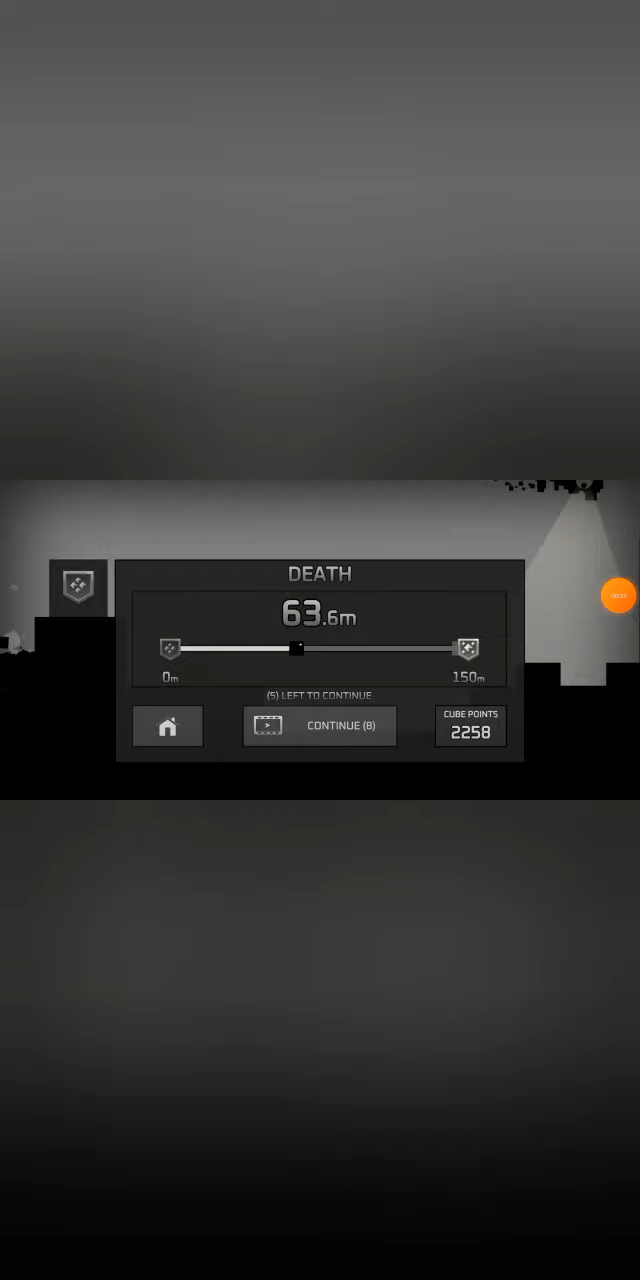 DEATH
63.6m
0m
150m
(5) LEFT TO CONTINUE
CONTINUE (8)
CUBE POINTS
2258